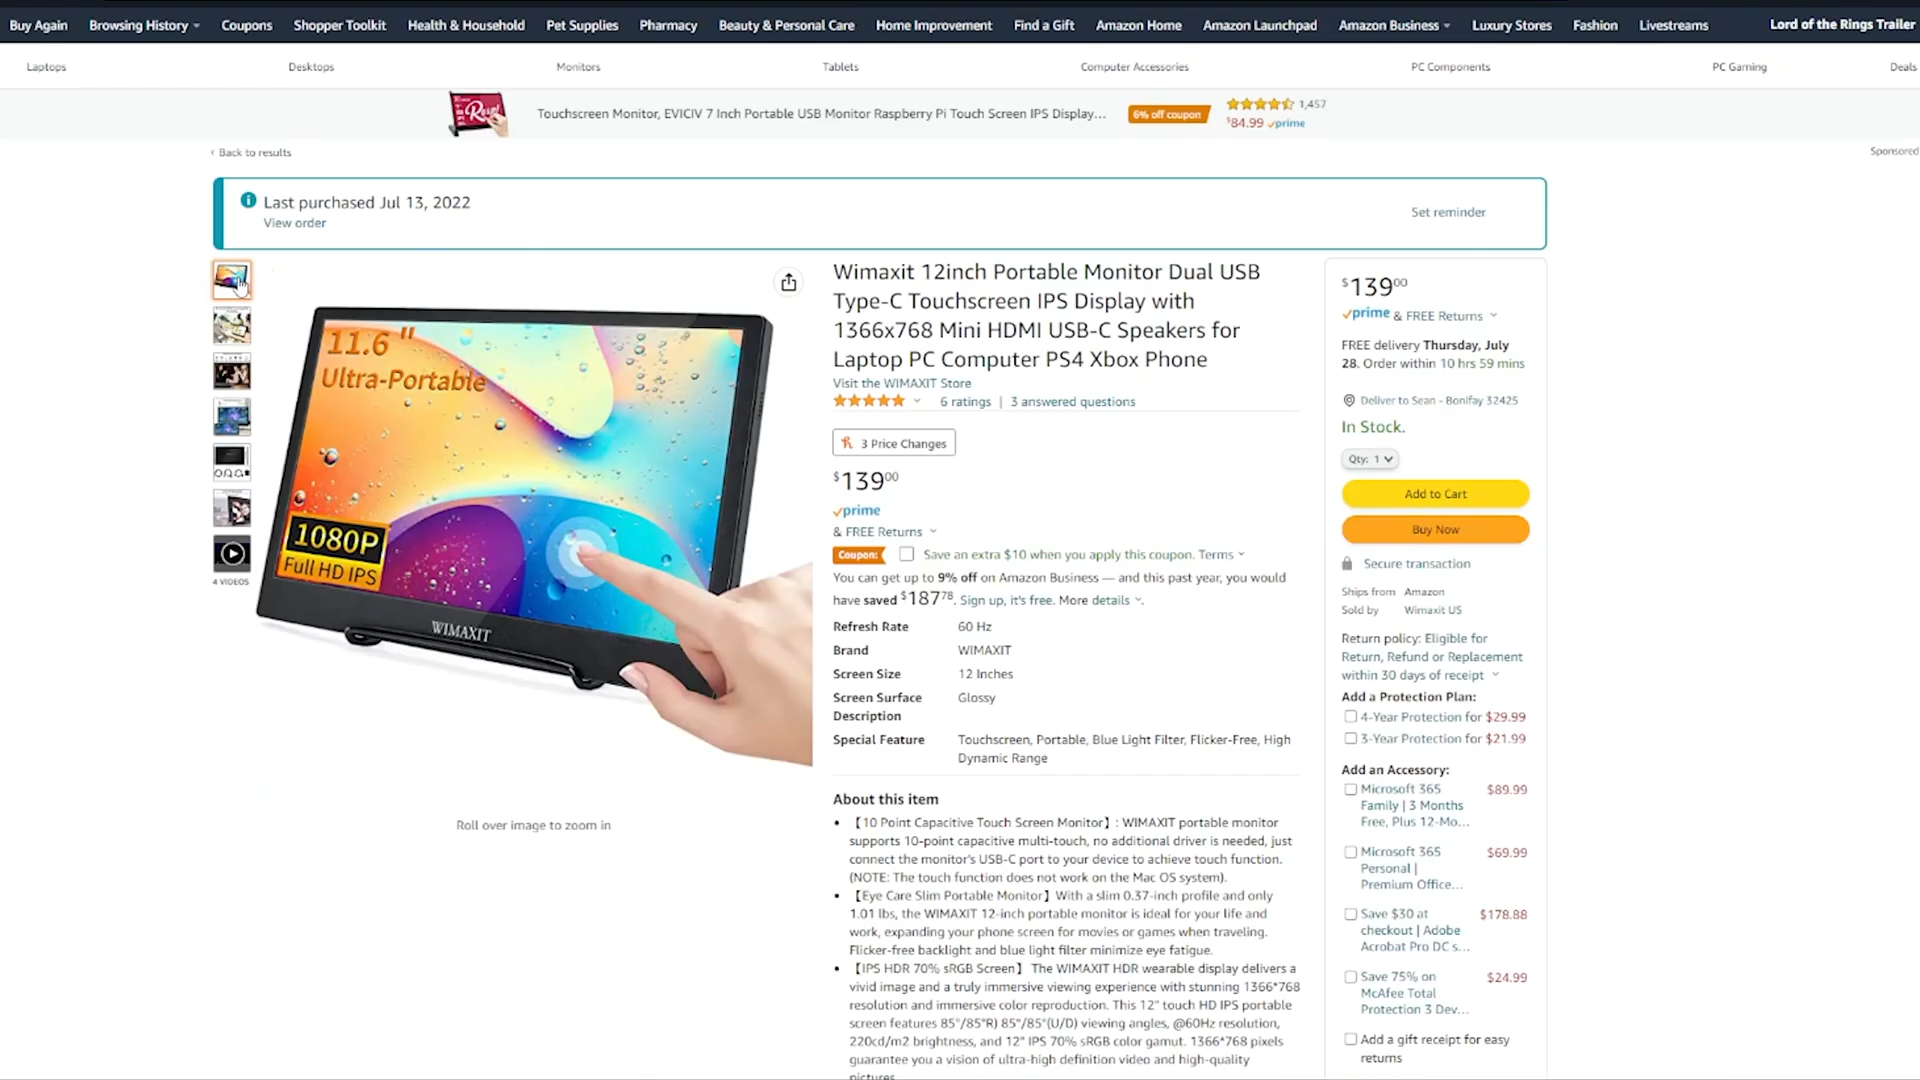 Buy Again Browsing History Coupons Shopper Toolkit Health & Household Pet Supplies Pharmacy Beauty & Personal Care Home Improvement Find a Gift Amazon Home Amazon Launchpad Amazon Business Luxury Stores Fashion Livestreams Lord of the Rings Trailer
Laptops Desktops Monitors Tablets Computer Accessories PC Components PC Gaming Deals
Touchscreen Monitor, EVICIV 7 Inch Portable USB Monitor Raspberry Pi Touch Screen IPS Display... 6% off coupon 1,457
$84.99 prime
‹ Back to results
Sponsored
Last purchased Jul 13, 2022
View order
Set reminder
11.6 "
Ultra-Portable
1080P
Full HD IPS
WIMAXIT
4 VIDEOS
Roll over image to zoom in
Wimaxit 12inch Portable Monitor Dual USB
Type-C Touchscreen IPS Display with
1366x768 Mini HDMI USB-C Speakers for
Laptop PC Computer PS4 Xbox Phone
Visit the WIMAXIT Store
6 ratings | 3 answered questions
3 Price Changes
$139.00
prime
& FREE Returns
Coupon: Save an extra $10 when you apply this coupon. Terms
You can get up to 9% off on Amazon Business — and this past year, you would
have saved $187.78. Sign up, it's free. More details.
Refresh Rate 60 Hz
Brand WIMAXIT
Screen Size 12 Inches
Screen Surface Description Glossy
Special Feature Touchscreen, Portable, Blue Light Filter, Flicker-Free, High
Dynamic Range
About this item
• 【10 Point Capacitive Touch Screen Monitor】: WIMAXIT portable monitor
supports 10-point capacitive multi-touch, no additional driver is needed, just
connect the monitor's USB-C port to your device to achieve touch function.
(NOTE: The touch function does not work on the Mac OS system).
• 【Eye Care Slim Portable Monitor】With a slim 0.37-inch profile and only
1.01 lbs, the WIMAXIT 12-inch portable monitor is ideal for your life and
work, expanding your phone screen for movies or games when traveling.
Flicker-free backlight and blue light filter minimize eye fatigue.
• 【IPS HDR 70% sRGB Screen】 The WIMAXIT HDR wearable display delivers a
vivid image and a truly immersive viewing experience with stunning 1366*768
resolution and immersive color reproduction. This 12" touch HD IPS portable
screen features 85°/85°R) 85°/85°(U/D) viewing angles, @60Hz resolution,
220cd/m2 brightness, and 12" IPS 70% sRGB color gamut. 1366*768 pixels
guarantee you a vision of ultra-high definition video and high-quality
pictures.
$139.00
prime & FREE Returns
FREE delivery Thursday, July
28. Order within 10 hrs 59 mins
Deliver to Sean - Bonifay 32425
In Stock.
Qty: 1
Add to Cart
Buy Now
Secure transaction
Ships from Amazon
Sold by Wimaxit US
Return policy: Eligible for
Return, Refund or Replacement
within 30 days of receipt
Add a Protection Plan:
4-Year Protection for $29.99
3-Year Protection for $21.99
Add an Accessory:
Microsoft 365 $89.99
Family | 3 Months
Free, Plus 12-Mo...
Microsoft 365 $69.99
Personal |
Premium Office...
Save $30 at $178.88
checkout | Adobe
Acrobat Pro DC s...
Save 75% on $24.99
McAfee Total
Protection 3 Dev...
Add a gift receipt for easy
returns